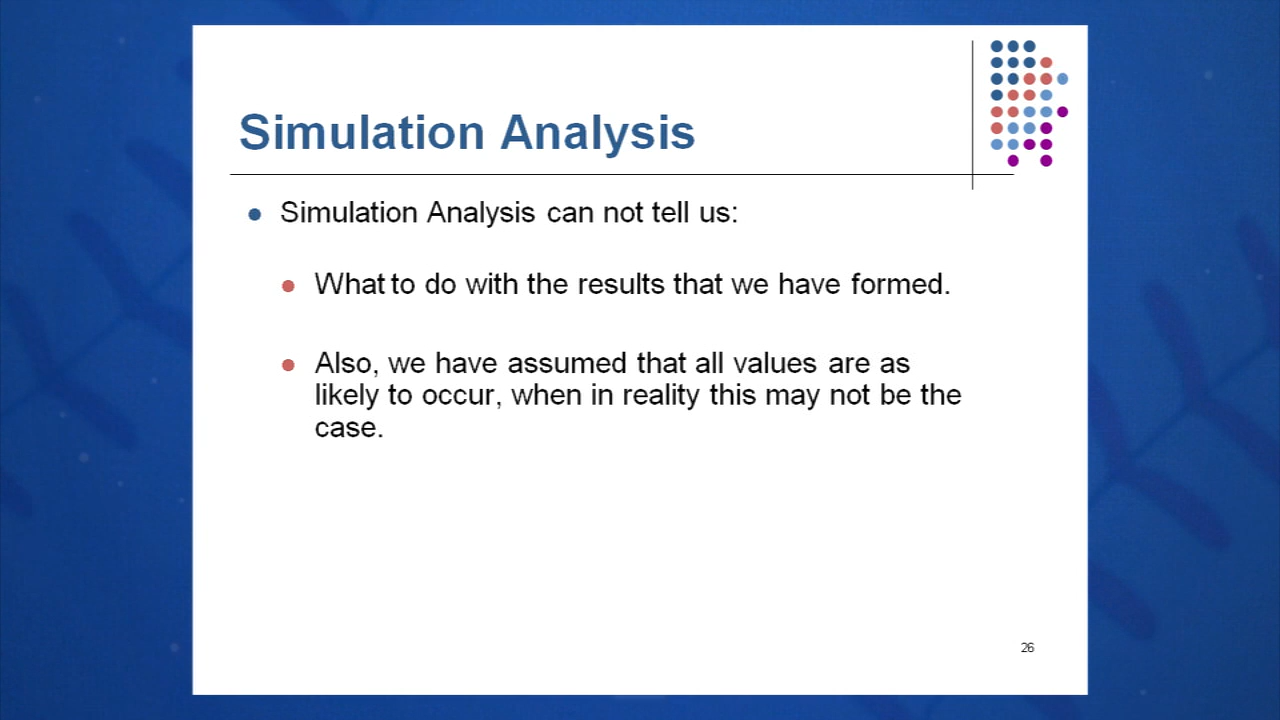 Simulation Analysis
Simulation Analysis can not tell us:
What to do with the results that we have formed.
Also, we have assumed that all values are as
likely to occur, when in reality this may not be the
case.
26